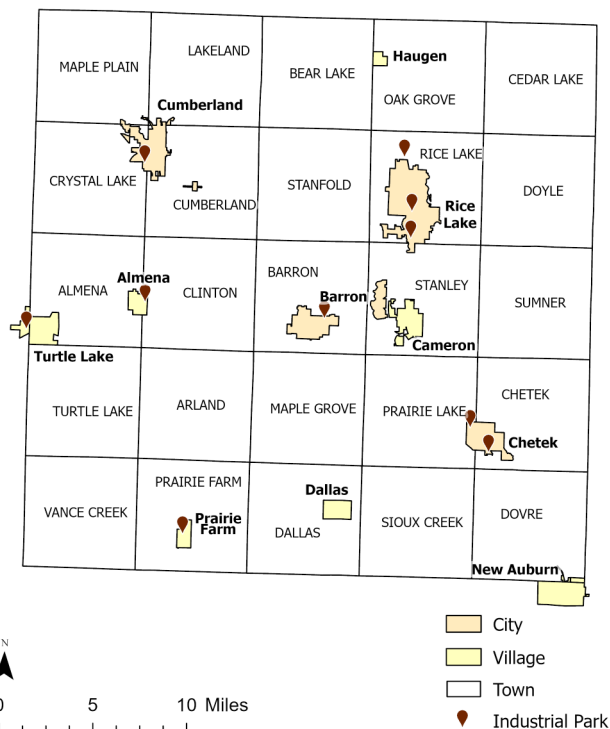 LAKELAND
Haugen
MAPLE PLAIN
BEAR LAKE
CEDAR LAKE
OAK GROVE
Cumberland
RICE LAKE
CRYSTAL LAKE
STANFOLD
DOYLE
CUMBERLAND
Rice
Lake
BARRON
Almena
STANLEY
ALMENA
CLINTON
Barron
SUMNER
Cameron
Turtle Lake
CHETEK
TURTLE LAKE
ARLAND
MAPLE GROVE
PRAIRIE LAKE
Chetek
PRAIRIE FARM
Dallas
VANCE CREEK
Prairie
Farm
DALLAS
SIOUX CREEK
DOVRE
New Auburn
City
Village
Town
Industrial Park
N
0 5 10 Miles